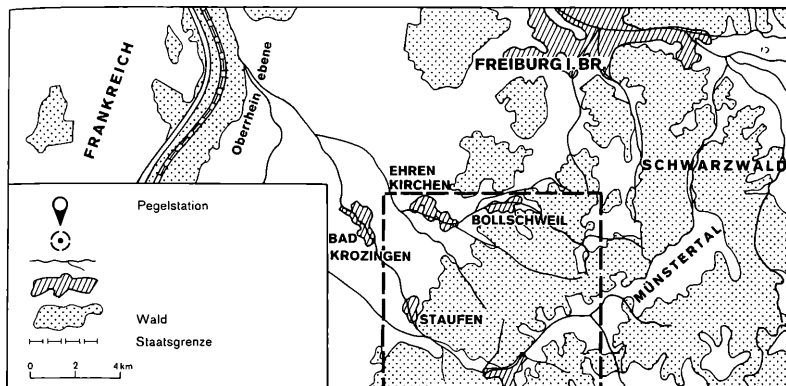 FRANKREICH
Oberrhein ebene
FREIBURG I. BR.
SCHWARZWALD
EHREN
KIRCHEN
BOLLSCHWEIL
BAD
KROZINGEN
MÜNSTERTAL
STAUFEN
Pegelstation
Wald
Staatsgrenze
0 2 4 km